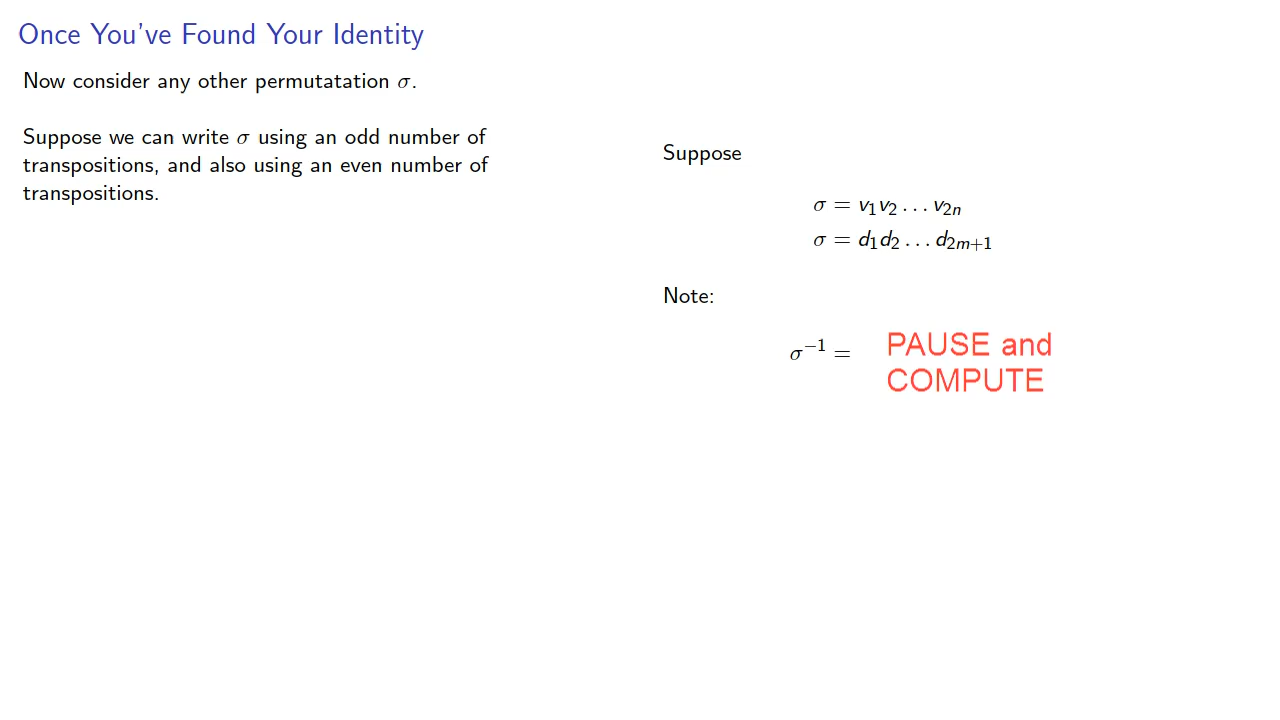 Once You've Found Your Identity
Now consider any other permutatation σ.
Suppose we can write σ using an odd number of
transpositions, and also using an even number of
transpositions.
Suppose
σ = v₁v₂ . . . v₂ₙ
σ = d₁d₂ . . . d₂ₘ₊₁
Note:
σ⁻¹ =
PAUSE and
COMPUTE